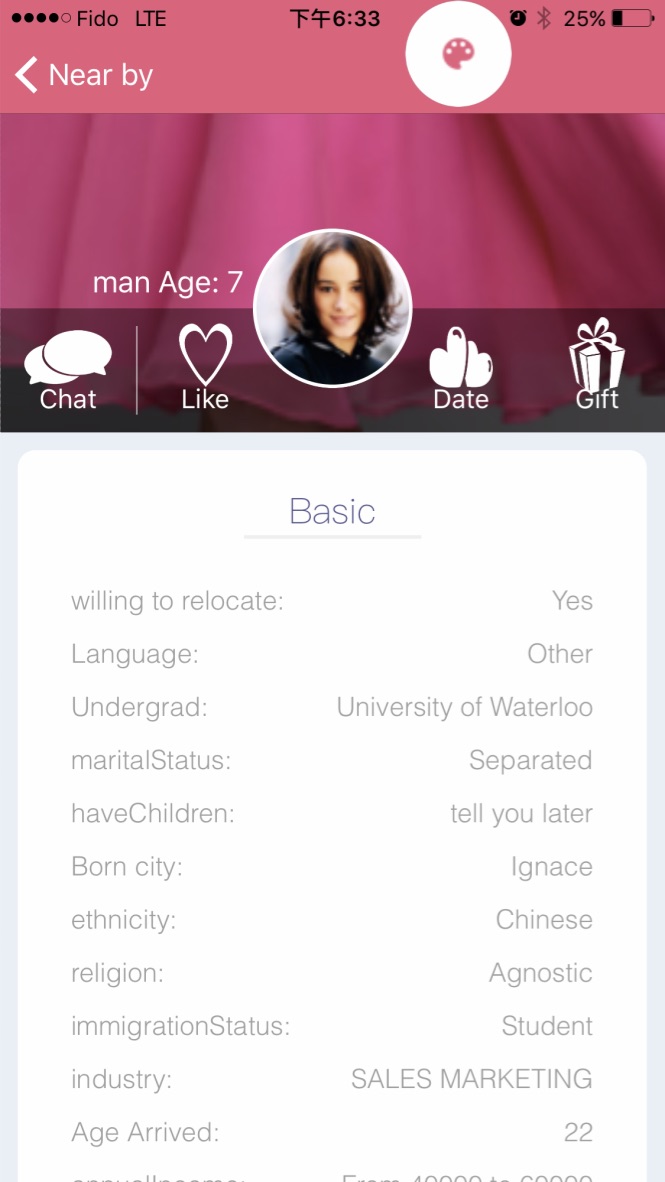 Fido LTE 下午6:33 25%
Near by
man Age: 7
Chat Like Date Gift
Basic
willing to relocate: Yes
Language: Other
Undergrad: University of Waterloo
maritalStatus: Separated
haveChildren: tell you later
Born city: Ignace
ethnicity: Chinese
religion: Agnostic
immigrationStatus: Student
industry: SALES MARKETING
Age Arrived: 22